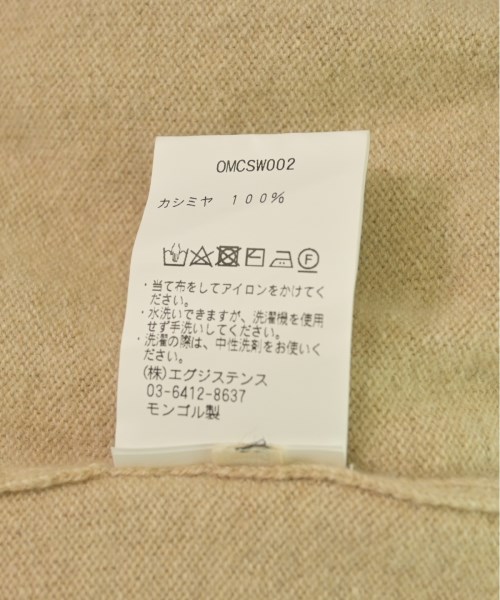 OMCSW002
カシミヤ 100%
・当て布をしてアイロンをかけてく
ださい。
・水洗いできますが、洗濯機を使用
せず手洗いしてください。
・洗濯の際は、中性洗剤をお使いく
ださい。
(株)エグジステンス
03-6412-8637
モンゴル製